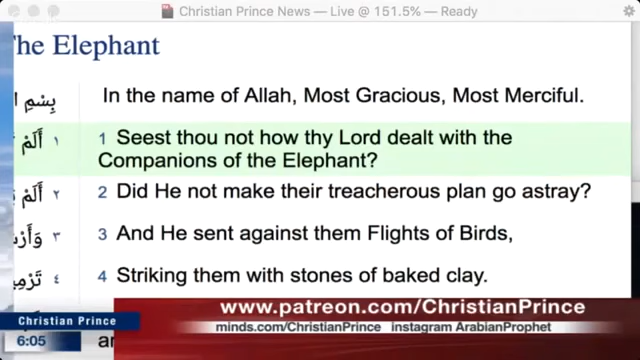 Christian Prince News — Live @ 151.5% — Ready
The Elephant
In the name of Allah, Most Gracious, Most Merciful.
بِسْمِ
1 Seest thou not how thy Lord dealt with the
Companions of the Elephant?
أَلَمْ ١
2 Did He not make their treacherous plan go astray?
أَلَمْ ٢
3 And He sent against them Flights of Birds,
٣
4 Striking them with stones of baked clay.
٤
www.patreon.com/ChristianPrince
Christian Prince
minds.com/ChristianPrince instagram ArabianProphet
6:05